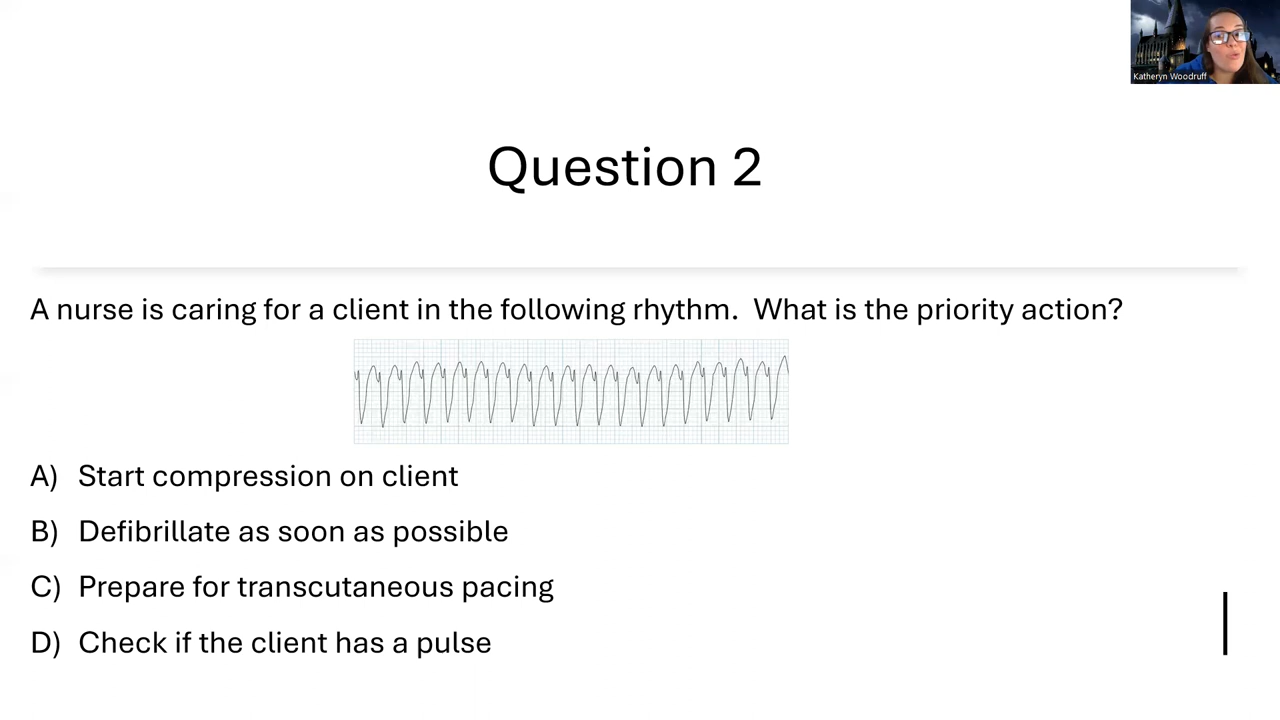 Katheryn Woodruff
Question 2
A nurse is caring for a client in the following rhythm.  What is the priority action?
A) Start compression on client
B) Defibrillate as soon as possible
C) Prepare for transcutaneous pacing
D) Check if the client has a pulse